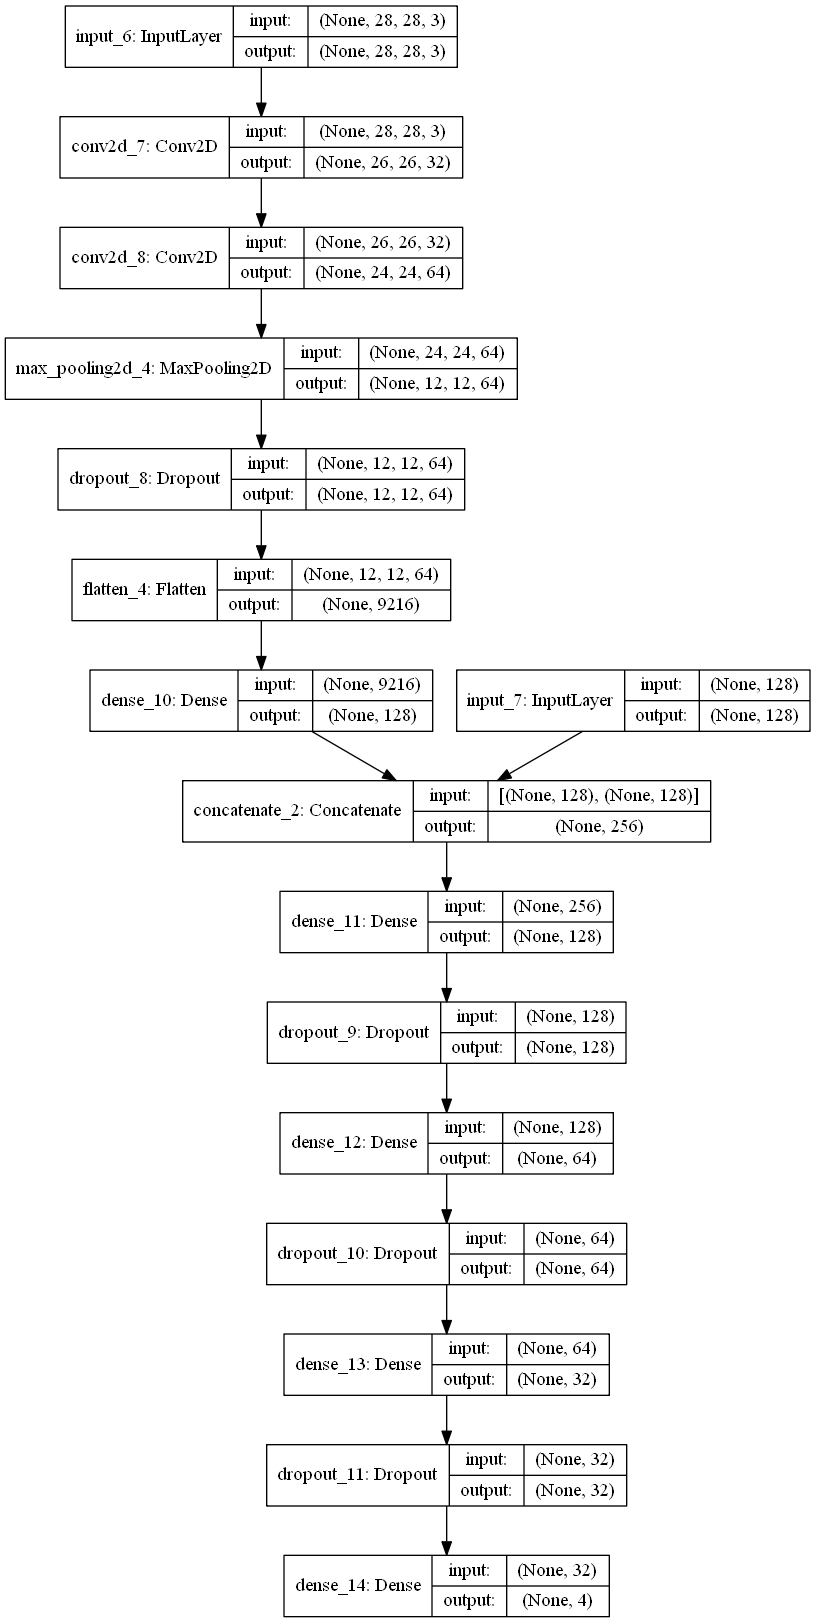 input_6: InputLayer
input: (None, 28, 28, 3)
output: (None, 28, 28, 3)
conv2d_7: Conv2D
input: (None, 28, 28, 3)
output: (None, 26, 26, 32)
conv2d_8: Conv2D
input: (None, 26, 26, 32)
output: (None, 24, 24, 64)
max_pooling2d_4: MaxPooling2D
input: (None, 24, 24, 64)
output: (None, 12, 12, 64)
dropout_8: Dropout
input: (None, 12, 12, 64)
output: (None, 12, 12, 64)
flatten_4: Flatten
input: (None, 12, 12, 64)
output: (None, 9216)
dense_10: Dense
input: (None, 9216)
output: (None, 128)
input_7: InputLayer
input: (None, 128)
output: (None, 128)
concatenate_2: Concatenate
input: [(None, 128), (None, 128)]
output: (None, 256)
dense_11: Dense
input: (None, 256)
output: (None, 128)
dropout_9: Dropout
input: (None, 128)
output: (None, 128)
dense_12: Dense
input: (None, 128)
output: (None, 64)
dropout_10: Dropout
input: (None, 64)
output: (None, 64)
dense_13: Dense
input: (None, 64)
output: (None, 32)
dropout_11: Dropout
input: (None, 32)
output: (None, 32)
dense_14: Dense
input: (None, 32)
output: (None, 4)